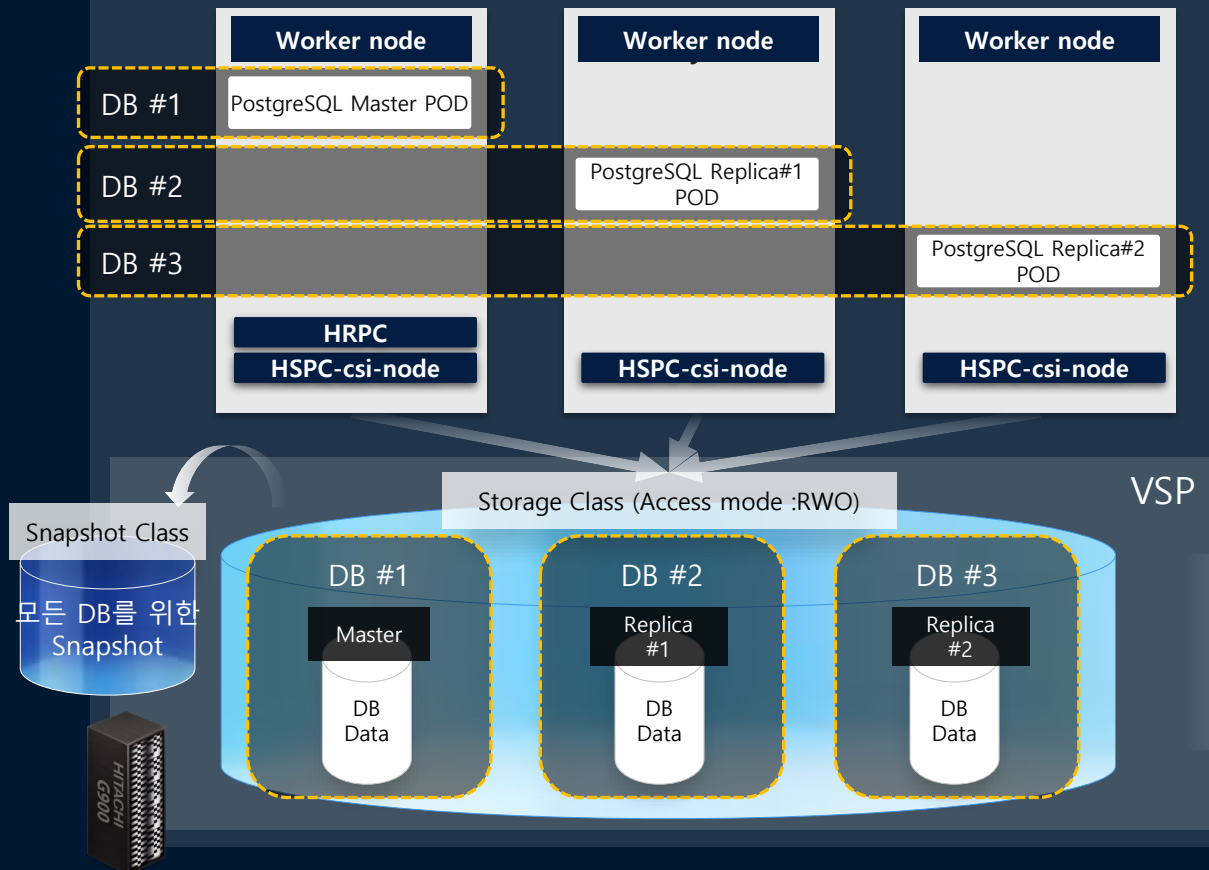 Worker node
Worker node
Worker node
DB #1
PostgreSQL Master POD
DB #2
PostgreSQL Replica#1
POD
DB #3
PostgreSQL Replica#2
POD
HRPC
HSPC-csi-node
HSPC-csi-node
HSPC-csi-node
VSP
Storage Class (Access mode :RWO)
Snapshot Class
모든 DB를 위한
Snapshot
DB #1
DB #2
DB #3
Master
Replica
#1
Replica
#2
DB
Data
DB
Data
DB
Data
HITACHI
G900